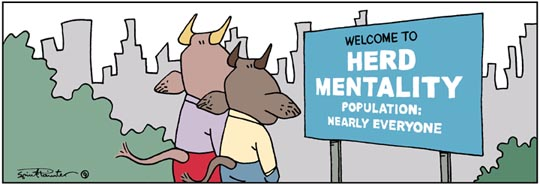 WELCOME TO
HERD
MENTALITY
POPULATION:
NEARLY EVERYONE